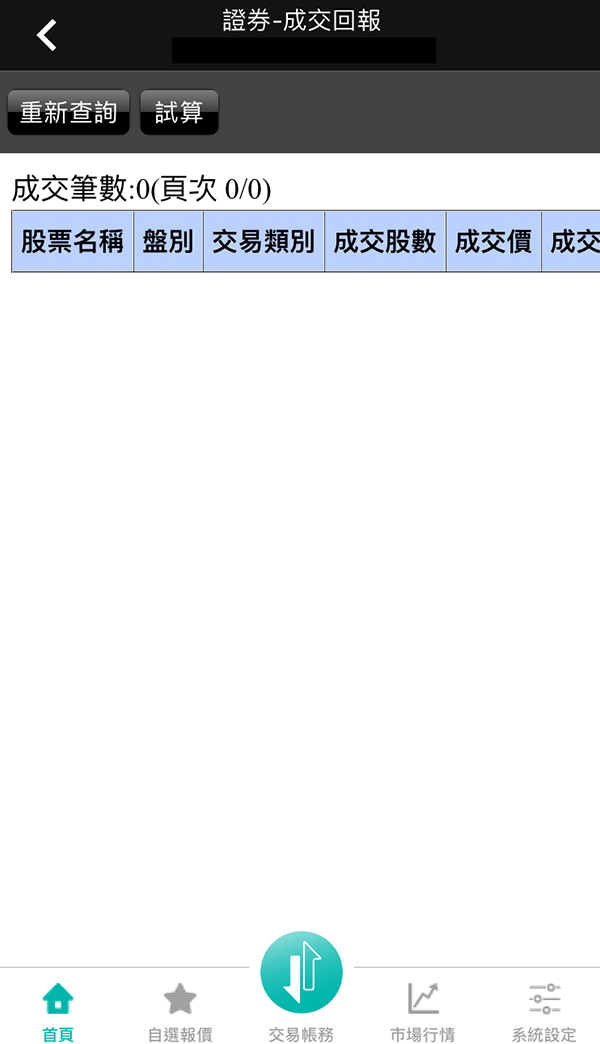 證券-成交回報
重新查詢 試算
成交筆數:0(頁次 0/0)
股票名稱 盤別 交易類別 成交股數 成交價 成交
首頁 自選報價 交易帳務 市場行情 系統設定